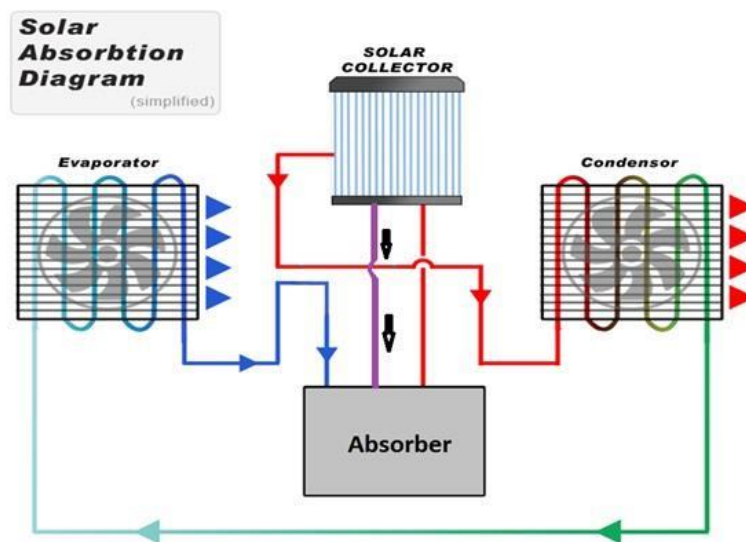 Solar
Absorbtion
Diagram
(simplified)
SOLAR
COLLECTOR
Evaporator
Condensor
Absorber